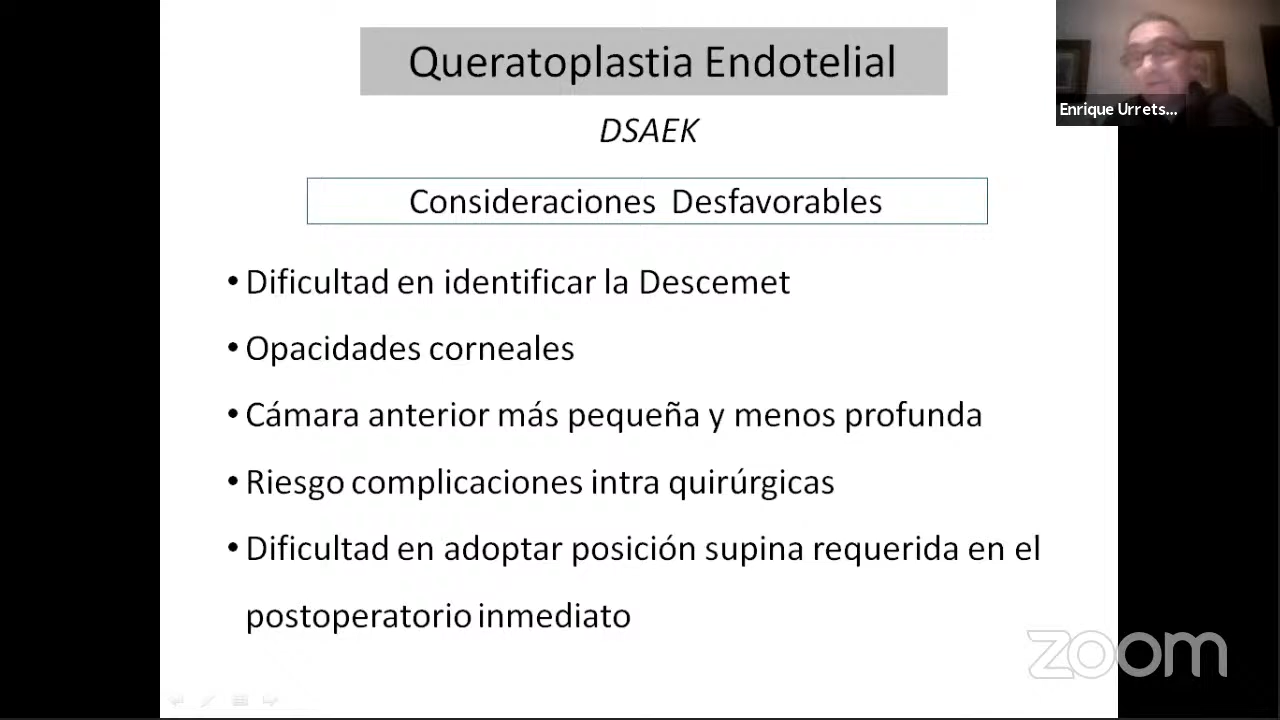 Queratoplastia Endotelial
Enrique Urrets...
DSAEK
Consideraciones Desfavorables
• Dificultad en identificar la Descemet
• Opacidades corneales
• Cámara anterior más pequeña y menos profunda
• Riesgo complicaciones intra quirúrgicas
• Dificultad en adoptar posición supina requerida en el
postoperatorio inmediato
zoom